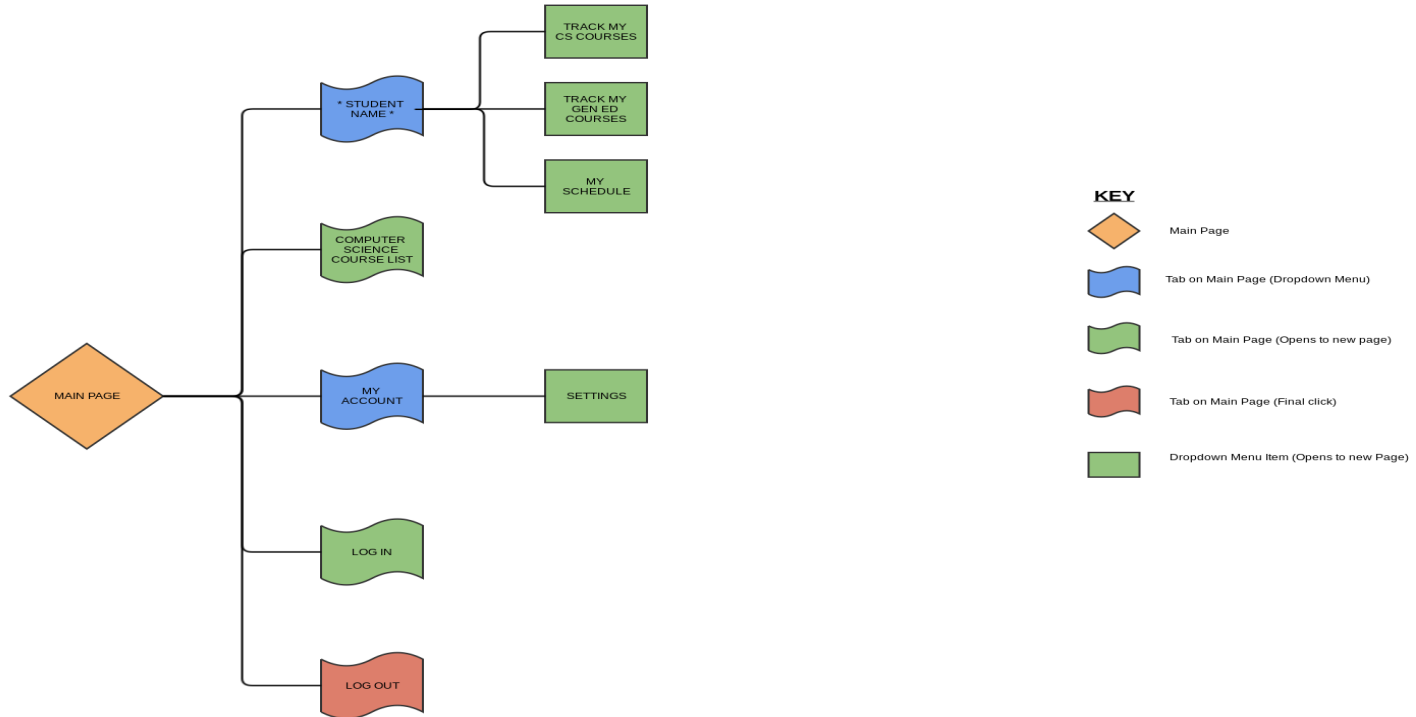 TRACK MY
CS COURSES
* STUDENT
NAME *
TRACK MY
GEN ED
COURSES
MY
SCHEDULE
COMPUTER
SCIENCE
COURSE LIST
MAIN PAGE
MY
ACCOUNT
SETTINGS
LOG IN
LOG OUT
KEY
Main Page
Tab on Main Page (Dropdown Menu)
Tab on Main Page (Opens to new page)
Tab on Main Page (Final click)
Dropdown Menu Item (Opens to new Page)